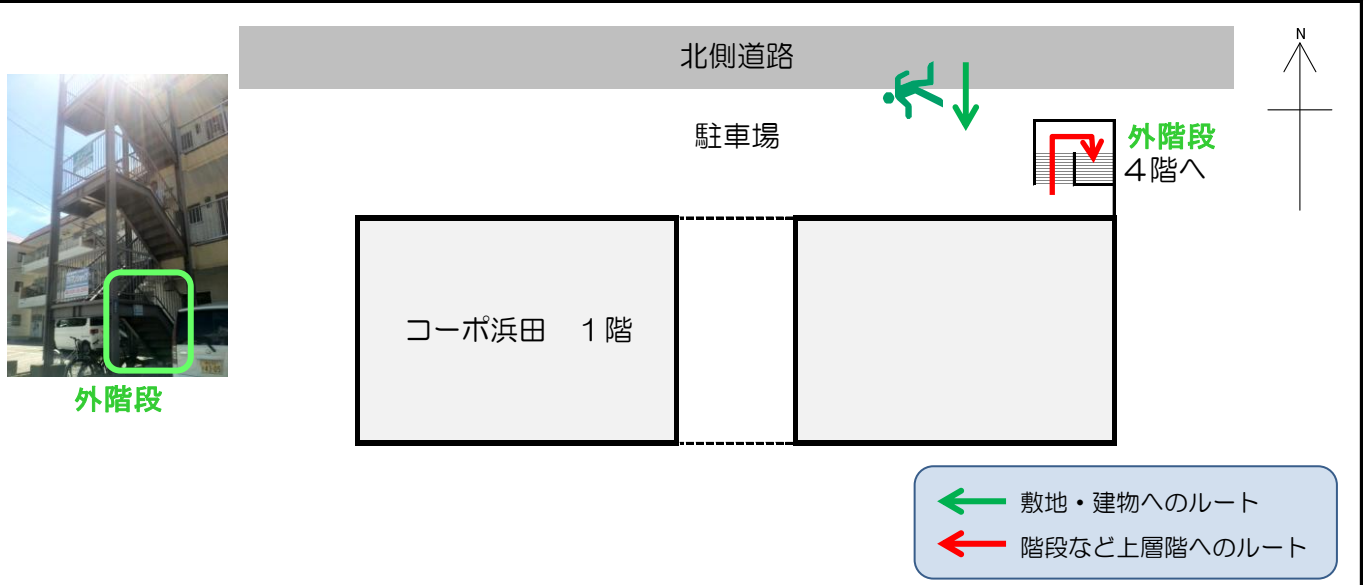 北側道路
N
駐車場
外階段
4階へ
コーポ浜田 1階
外階段
敷地・建物へのルート
階段など上層階へのルート